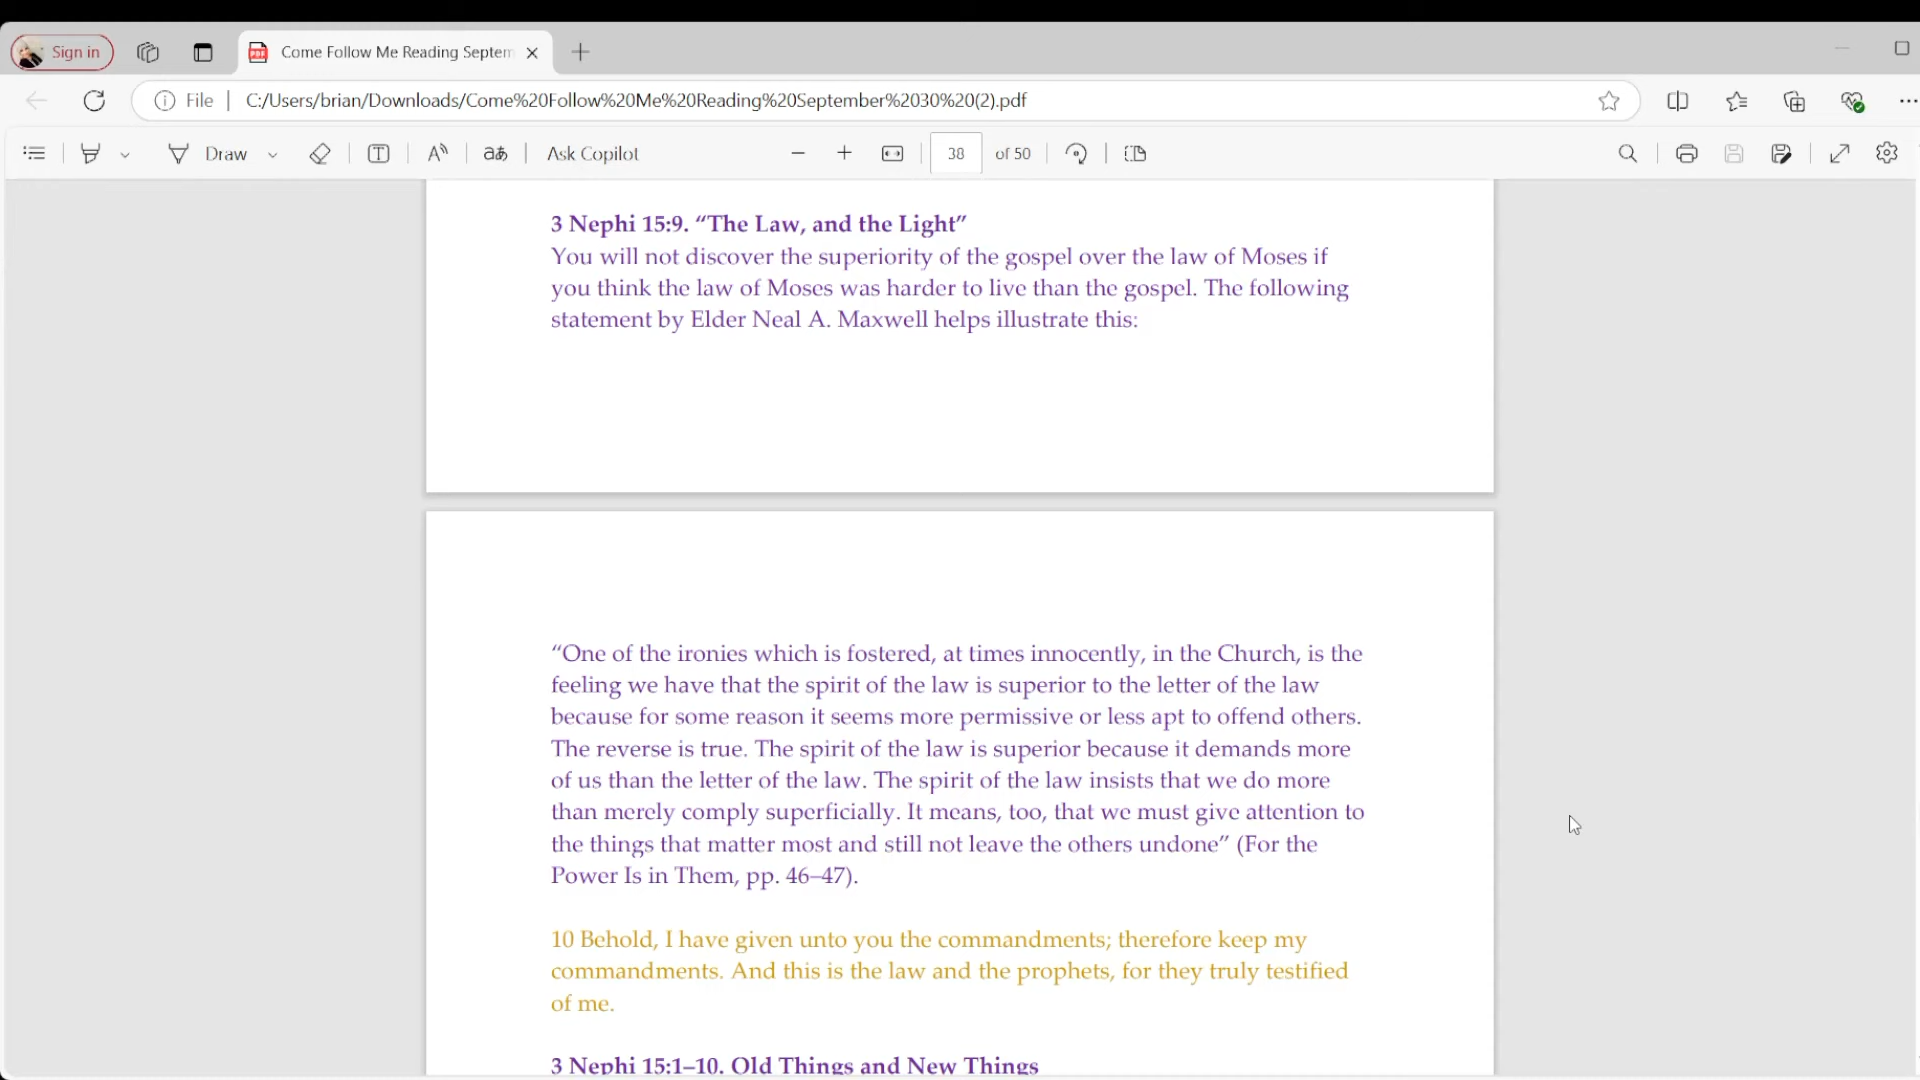 Sign in
Come Follow Me Reading Septem
File
C:/Users/brian/Downloads/Come%20Follow%20Me%20Reading%20September%2030%20(2).pdf
Draw
Ask Copilot
38
of 50
3 Nephi 15:9. “The Law, and the Light”
You will not discover the superiority of the gospel over the law of Moses if
you think the law of Moses was harder to live than the gospel. The following
statement by Elder Neal A. Maxwell helps illustrate this:
“One of the ironies which is fostered, at times innocently, in the Church, is the
feeling we have that the spirit of the law is superior to the letter of the law
because for some reason it seems more permissive or less apt to offend others.
The reverse is true. The spirit of the law is superior because it demands more
of us than the letter of the law. The spirit of the law insists that we do more
than merely comply superficially. It means, too, that we must give attention to
the things that matter most and still not leave the others undone” (For the
Power Is in Them, pp. 46–47).
10 Behold, I have given unto you the commandments; therefore keep my
commandments. And this is the law and the prophets, for they truly testified
of me.
3 Nephi 15:1–10. Old Things and New Things